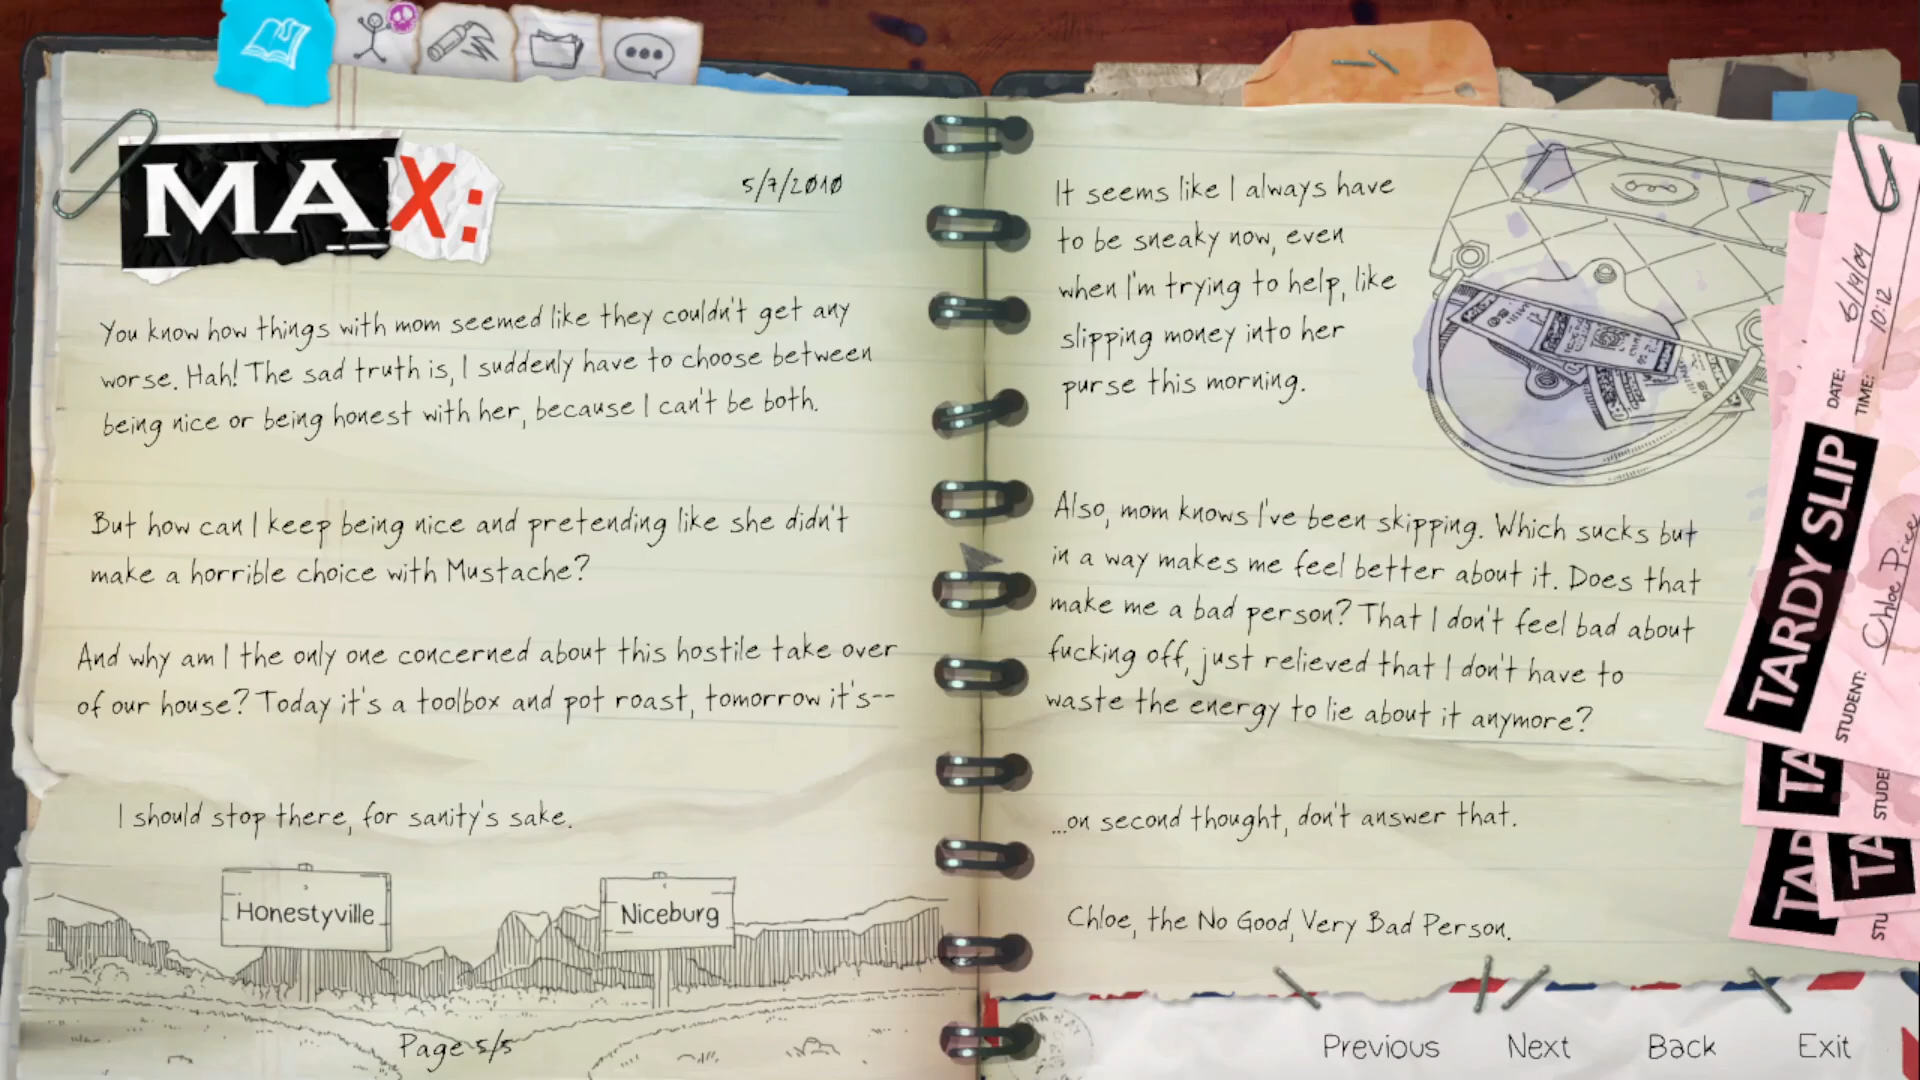 MAX:
5/7/2010
You know how things with mom seemed like they couldn't get any
worse. Hah! The sad truth is, I suddenly have to choose between
being nice or being honest with her, because I can't be both.
But how can I keep being nice and pretending like she didn't
make a horrible choice with Mustache?
And why am I the only one concerned about this hostile take over
of our house? Today it's a toolbox and pot roast, tomorrow it's--
I should stop there, for sanity's sake.
Honestyville
Niceburg
Page 5/5
It seems like I always have
to be sneaky now, even
when I'm trying to help, like
slipping money into her
purse this morning.
Also, mom knows I've been skipping. Which sucks but
in a way makes me feel better about it. Does that
make me a bad person? That I don't feel bad about
fucking off, just relieved that I don't have to
waste the energy to lie about it anymore?
...on second thought, don't answer that.
Chloe, the No Good, Very Bad Person.
TARDY SLIP
DATE: 6/19/09
TIME: 10:12
STUDENT: Chloe Price
TA
STUDE
TAR
TA
STU
Previous
Next
Back
Exit